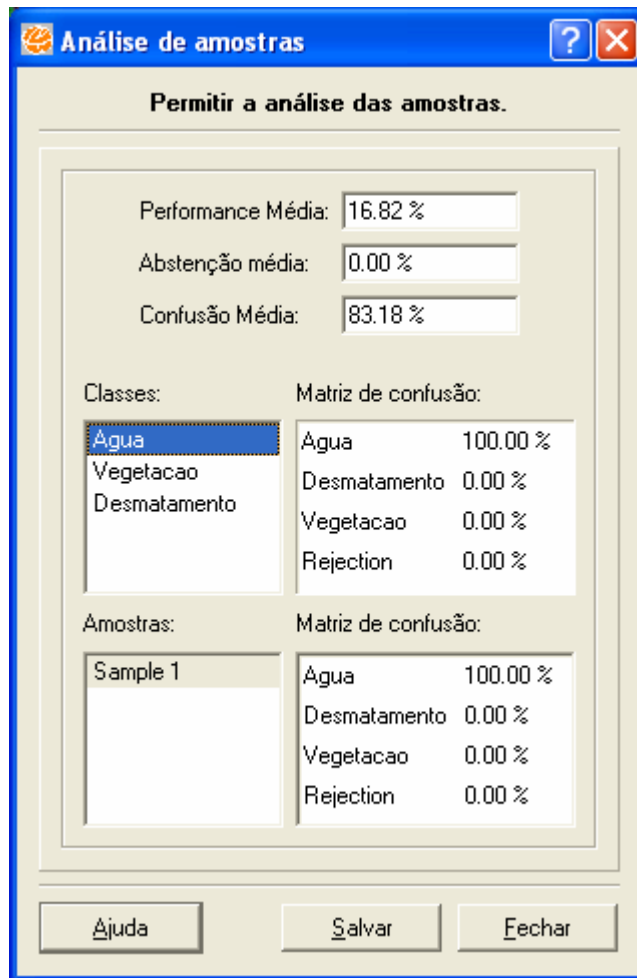 Análise de amostras
Permitir a análise das amostras.
Performance Média: 16.82 %
Abstenção média: 0.00 %
Confusão Média: 83.18 %
Classes: Matriz de confusão:
Agua
Vegetacao
Desmatamento
Agua 100.00 %
Desmatamento 0.00 %
Vegetacao 0.00 %
Rejection 0.00 %
Amostras: Matriz de confusão:
Sample 1
Agua 100.00 %
Desmatamento 0.00 %
Vegetacao 0.00 %
Rejection 0.00 %
Ajuda Salvar Fechar